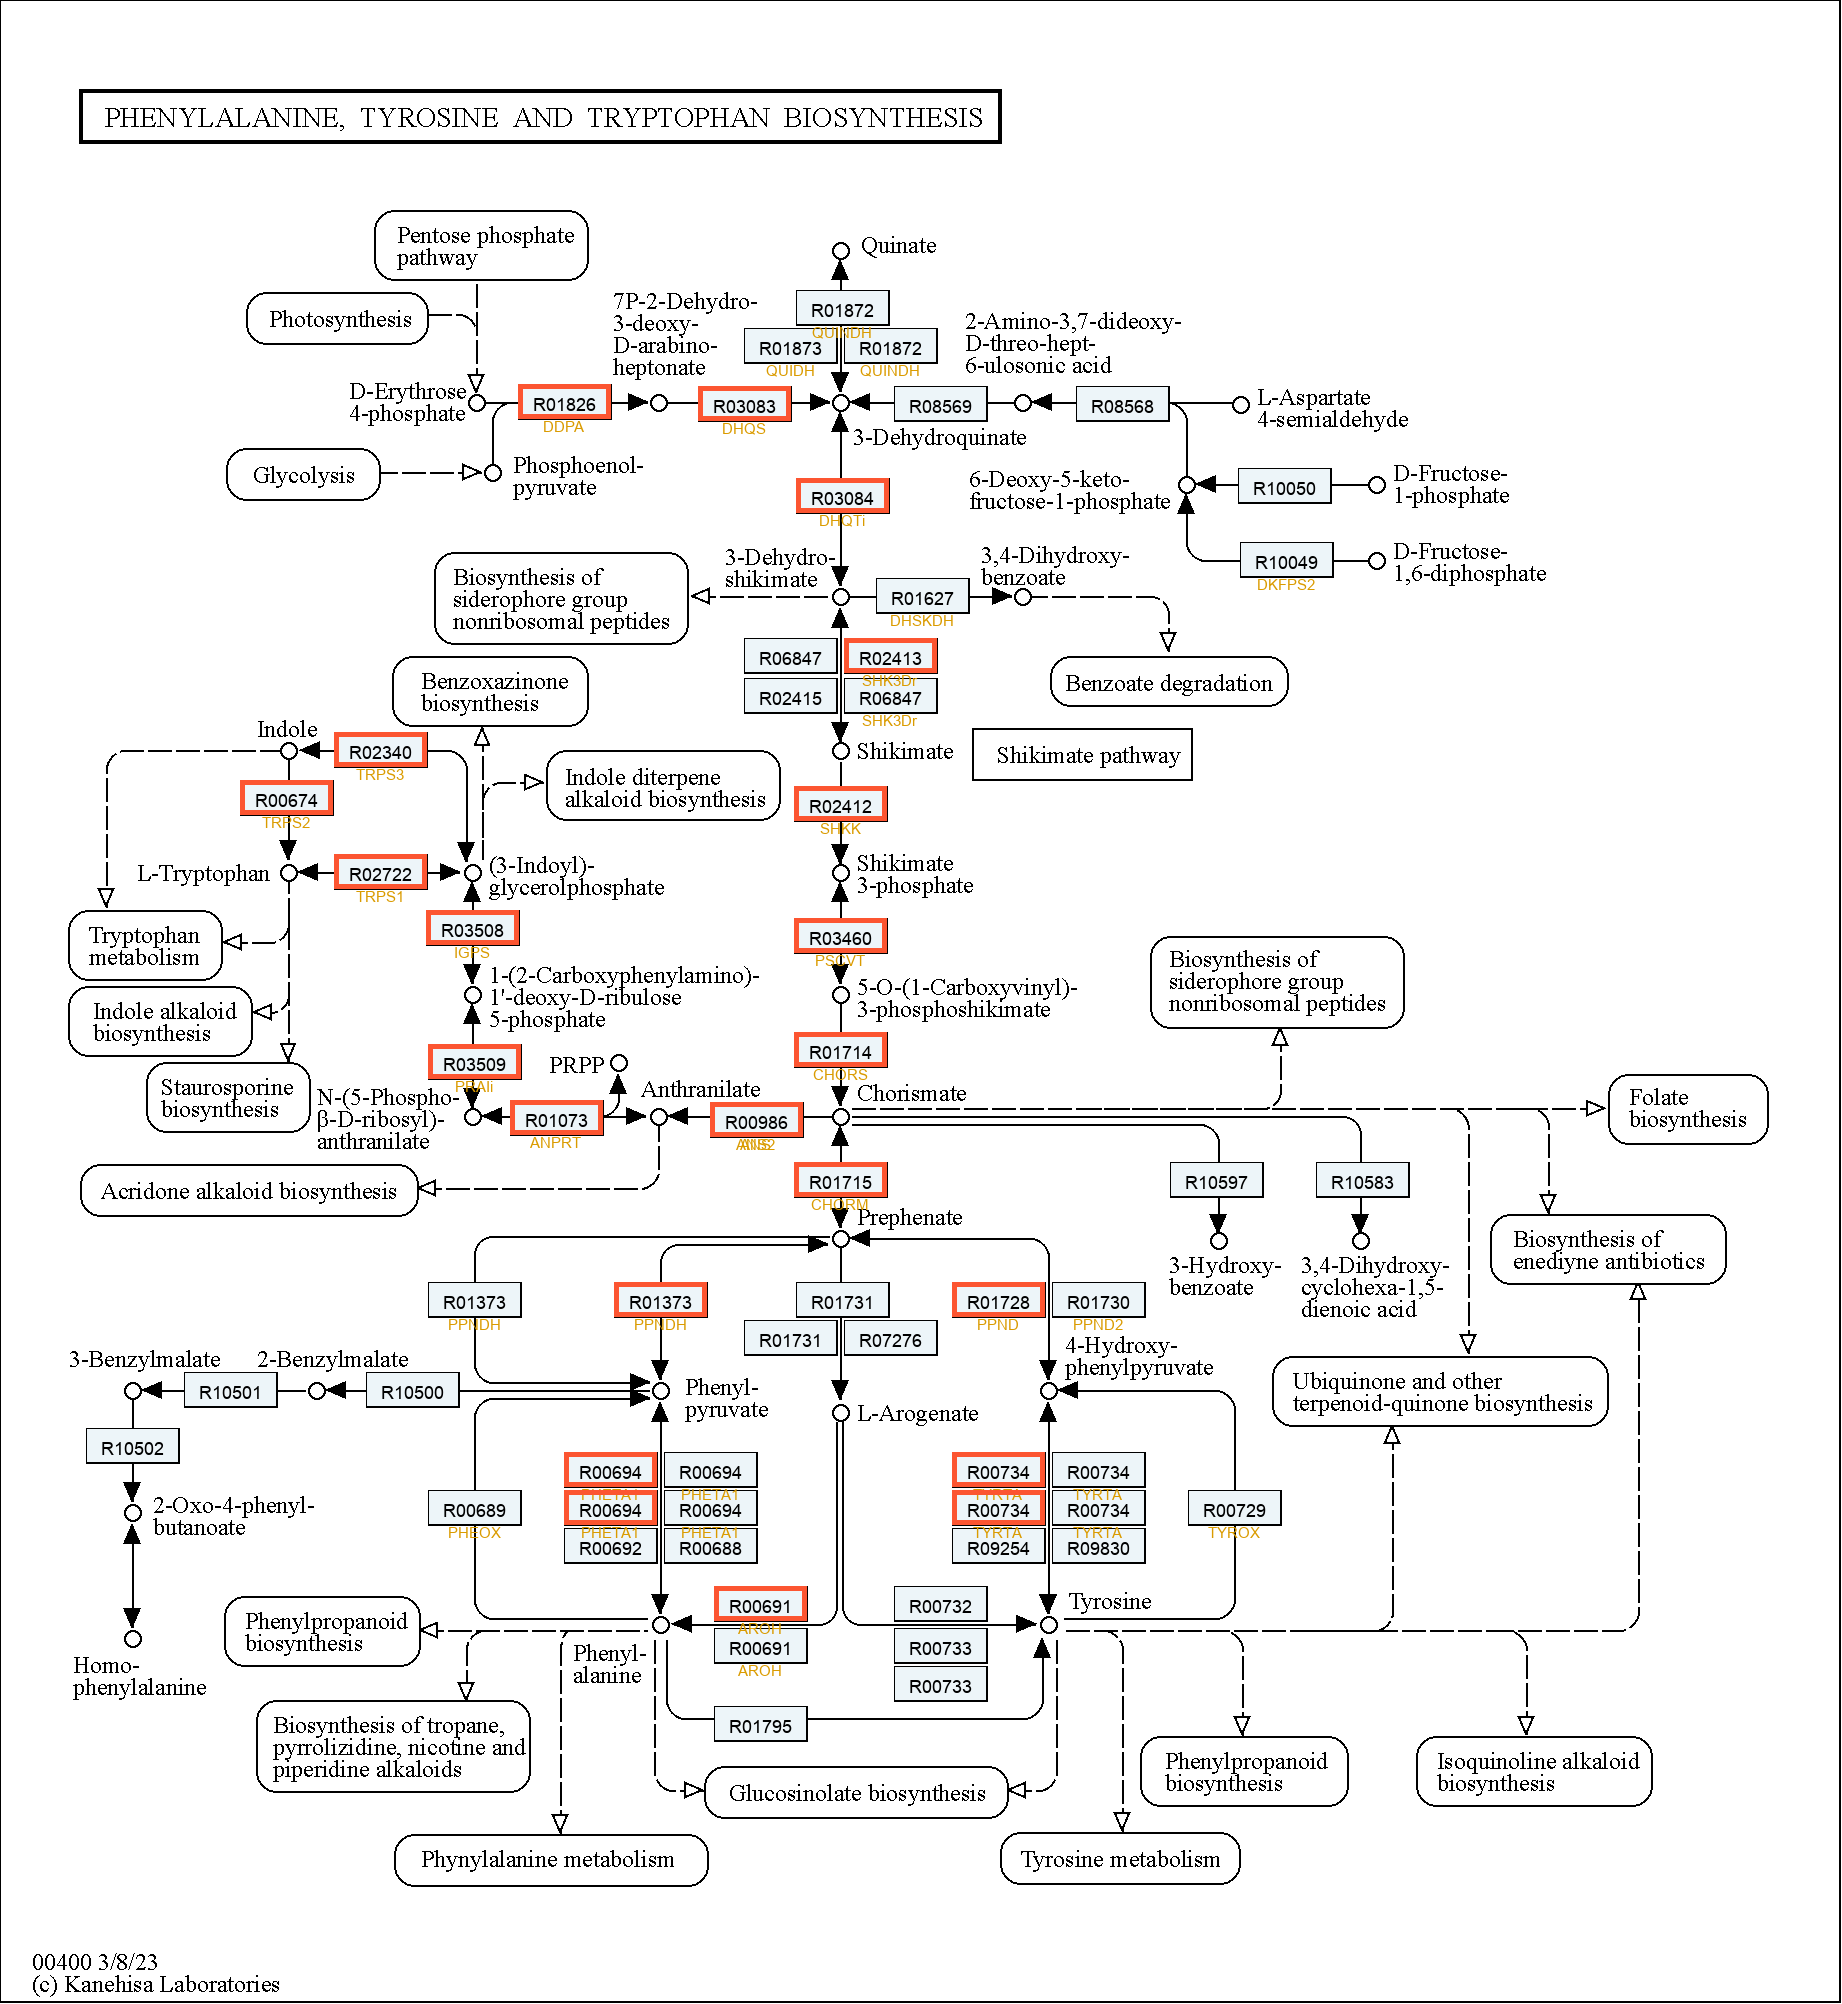 PHENYLALANINE, TYROSINE AND TRYPTOPHAN BIOSYNTHESIS
Pentose phosphate
pathway
Photosynthesis
Quinate
7P-2-Dehydro-
3-deoxy-
D-arabino-
heptonate
R01872
QUINDH
R01873
QUIDH
R01872
QUINDH
2-Amino-3,7-dideoxy-
D-threo-hept-
6-ulosonic acid
D-Erythrose
4-phosphate
R01826
DDPA
R03083
DHQS
R08569
R08568
L-Aspartate
4-semialdehyde
3-Dehydroquinate
Glycolysis
Phosphoenol-
pyruvate
R03084
DHQTi
6-Deoxy-5-keto-
fructose-1-phosphate
R10050
D-Fructose-
1-phosphate
3-Dehydro-
shikimate
3,4-Dihydroxy-
benzoate
R10049
DKFPS2
D-Fructose-
1,6-diphosphate
Biosynthesis of
siderophore group
nonribosomal peptides
R01627
DHSKDH
R06847
R02413
SHK3Dr
R02415
R06847
SHK3Dr
Benzoate degradation
Benzoxazinone
biosynthesis
Indole
R02340
TRPS3
Shikimate
Shikimate pathway
Indole diterpene
alkaloid biosynthesis
R00674
TRPS2
R02412
SHKK
L-Tryptophan
R02722
TRPS1
(3-Indoyl)-
glycerolphosphate
Shikimate
3-phosphate
Tryptophan
metabolism
R03508
IGPS
R03460
PSCVT
Biosynthesis of
siderophore group
nonribosomal peptides
1-(2-Carboxyphenylamino)-
1'-deoxy-D-ribulose
5-phosphate
5-O-(1-Carboxyvinyl)-
3-phosphoshikimate
Indole alkaloid
biosynthesis
R03509
PRAIi
PRPP
R01714
CHORS
Staurosporine
biosynthesis
N-(5-Phospho-
β-D-ribosyl)-
anthranilate
R01073
ANPRT
Anthranilate
R00986
Chorismate
Folate
biosynthesis
Acridone alkaloid biosynthesis
R01715
CHORM
R10597
R10583
Prephenate
3-Hydroxy-
benzoate
3,4-Dihydroxy-
cyclohexa-1,5-
dienoic acid
Biosynthesis of
enediyne antibiotics
R01373
PPNDH
R01373
PPNDH
R01731
R01728
PPND
R01730
PPND2
R01731
R07276
4-Hydroxy-
phenylpyruvate
3-Benzylmalate
2-Benzylmalate
R10501
R10500
Phenyl-
pyruvate
L-Arogenate
Ubiquinone and other
terpenoid-quinone biosynthesis
R10502
R00694
PHETA1
R00694
PHETA1
R00734
TYRTA
R00734
TYRTA
2-Oxo-4-phenyl-
butanoate
R00689
PHEOX
R00694
PHETA1
R00694
PHETA1
R00734
TYRTA
R00734
TYRTA
R00729
TYROX
R00692
R00688
R09254
R09830
Phenylpropanoid
biosynthesis
R00691
AROH
R00732
Tyrosine
Homo-
phenylalanine
Phenyl-
alanine
R00691
AROH
R00733
R00733
R01795
Biosynthesis of tropane,
pyrrolizidine, nicotine and
piperidine alkaloids
Glucosinolate biosynthesis
Phenylpropanoid
biosynthesis
Isoquinoline alkaloid
biosynthesis
Phynylalanine metabolism
Tyrosine metabolism
00400 3/8/23
(c) Kanehisa Laboratories